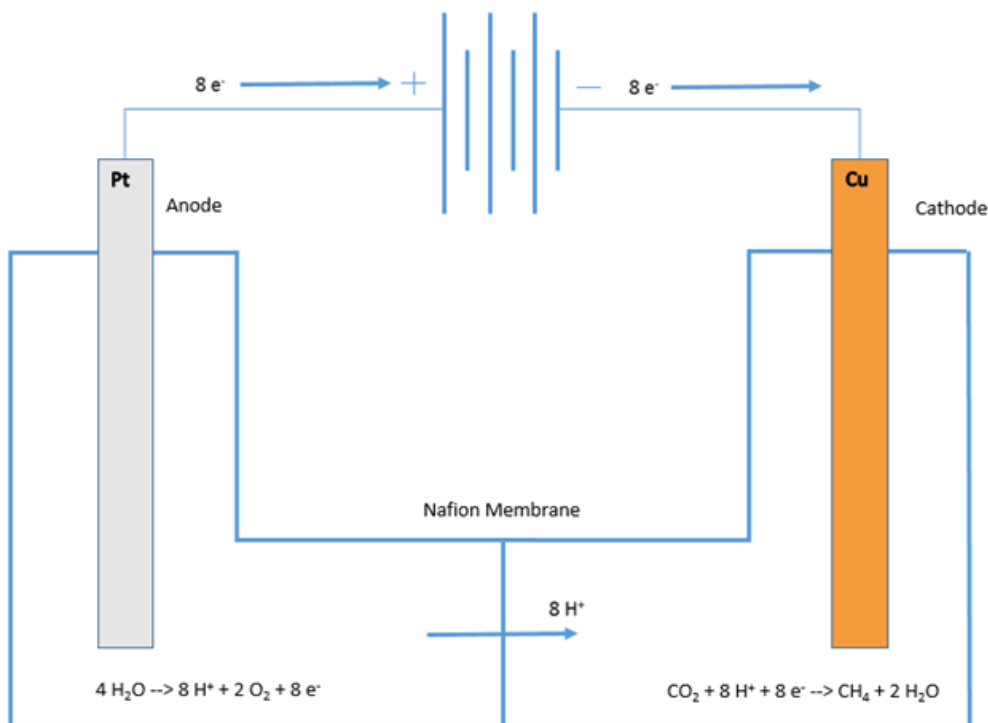 8 e⁻
+
—
8 e⁻
Pt
Anode
Cu
Cathode
Nafion Membrane
8 H⁺
4 H₂O --> 8 H⁺ + 2 O₂ + 8 e⁻
CO₂ + 8 H⁺ + 8 e⁻ --> CH₄ + 2 H₂O